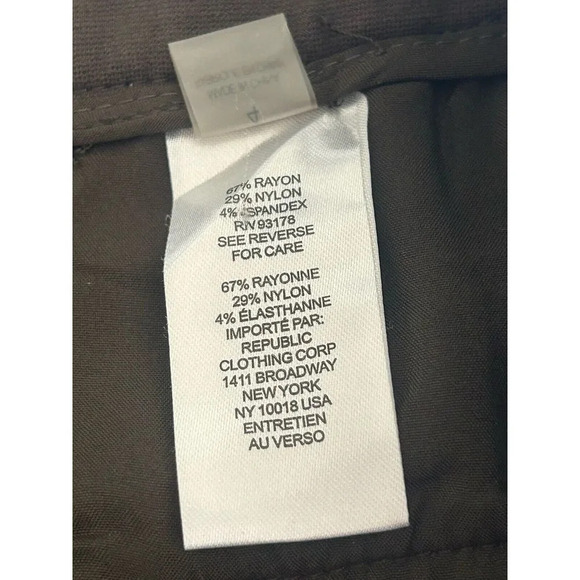 4
67% RAYON
29% NYLON
4% SPANDEX
RN 93178
SEE REVERSE
FOR CARE
67% RAYONNE
29% NYLON
4% ÉLASTHANNE
IMPORTÉ PAR:
REPUBLIC
CLOTHING CORP
1411 BROADWAY
NEW YORK
NY 10018 USA
ENTRETIEN
AU VERSO